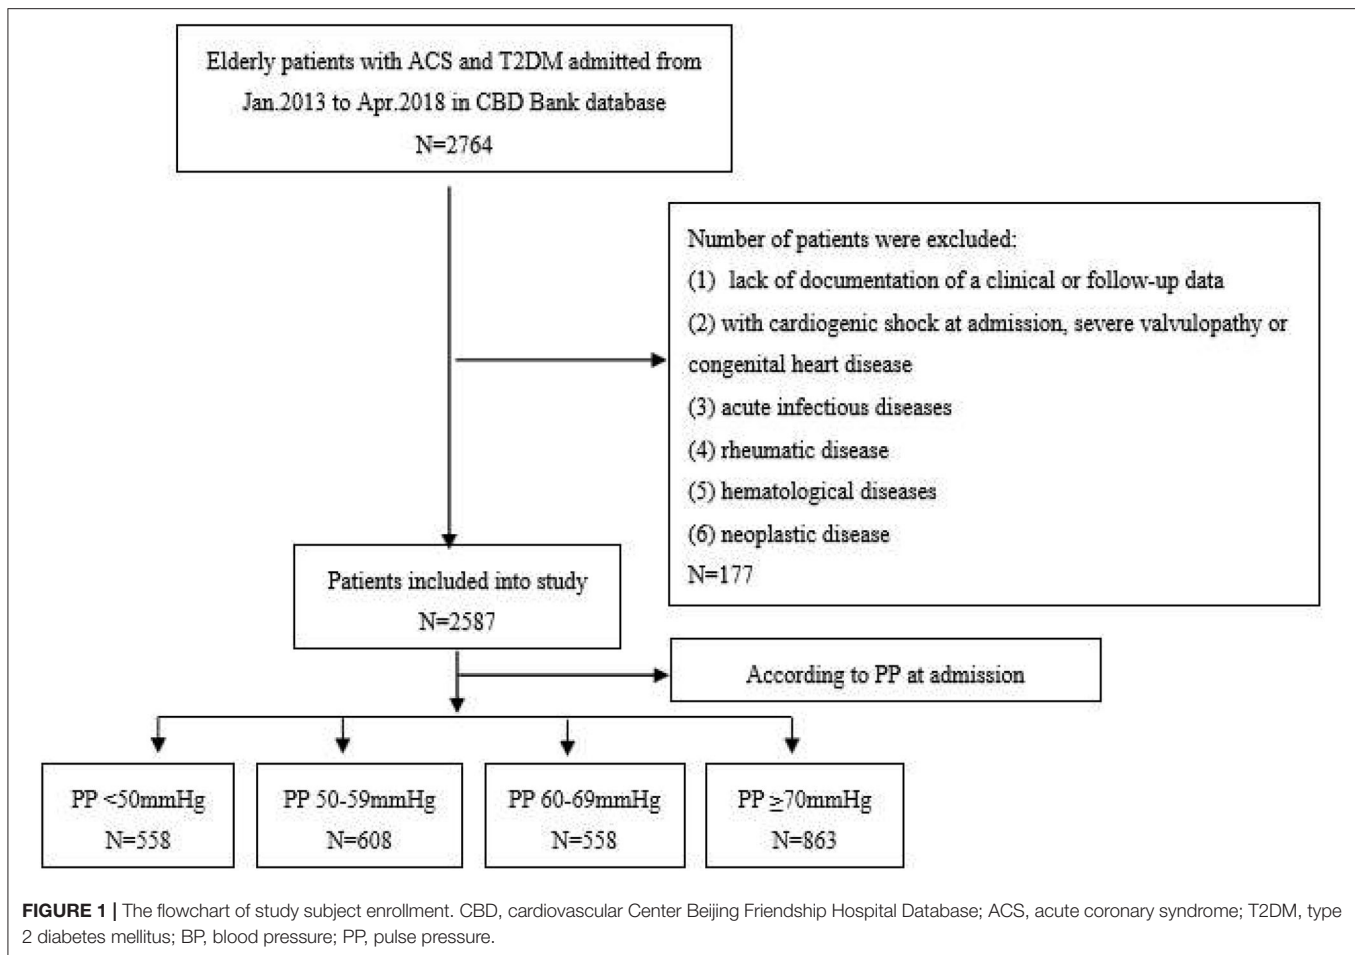 Elderly patients with ACS and T2DM admitted from
Jan.2013 to Apr.2018 in CBD Bank database
N=2764
Number of patients were excluded:
(1) lack of documentation of a clinical or follow-up data
(2) with cardiogenic shock at admission, severe valvulopathy or
congenital heart disease
(3) acute infectious diseases
(4) rheumatic disease
(5) hematological diseases
(6) neoplastic disease
N=177
Patients included into study
N=2587
According to PP at admission
PP <50mmHg
N=558
PP 50-59mmHg
N=608
PP 60-69mmHg
N=558
PP ≥70mmHg
N=863
FIGURE 1 | The flowchart of study subject enrollment. CBD, cardiovascular Center Beijing Friendship Hospital Database; ACS, acute coronary syndrome; T2DM, type
2 diabetes mellitus; BP, blood pressure; PP, pulse pressure.